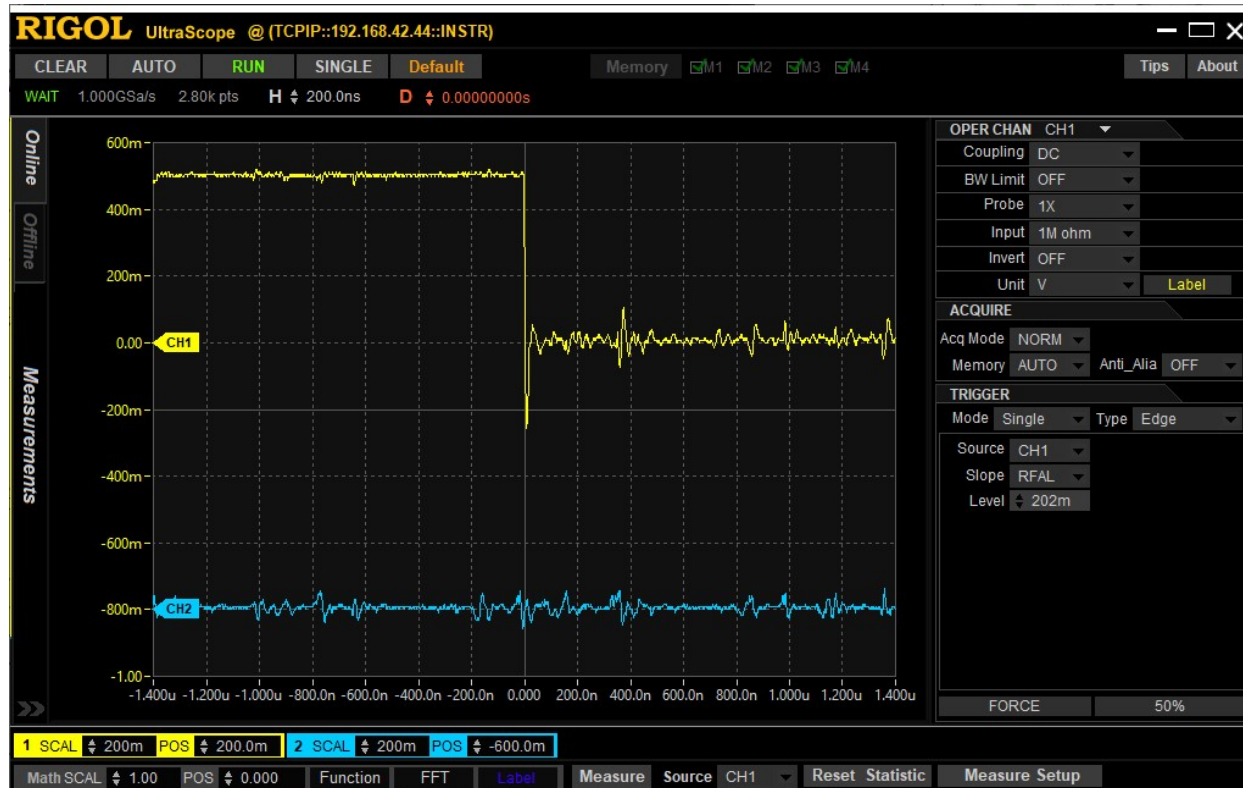 RIGOL UltraScope @ (TCPIP::192.168.42.44::INSTR)
CLEAR AUTO RUN SINGLE Default Memory M1 M2 M3 M4 Tips About
WAIT 1.000GSa/s 2.80k pts H 200.0ns D 0.00000000s
Online
Offline
Measurements
600m
400m
200m
0.00
-200m
-400m
-600m
-800m
-1.00
CH1
CH2
-1.400u -1.200u -1.000u -800.0n -600.0n -400.0n -200.0n 0.000 200.0n 400.0n 600.0n 800.0n 1.000u 1.200u 1.400u
OPER CHAN CH1
Coupling DC
BW Limit OFF
Probe 1X
Input 1M ohm
Invert OFF
Unit V Label
ACQUIRE
Acq Mode NORM
Memory AUTO Anti_Alia OFF
TRIGGER
Mode Single Type Edge
Source CH1
Slope RFAL
Level 202m
FORCE 50%
1 SCAL 200m POS 200.0m 2 SCAL 200m POS -600.0m
Math SCAL 1.00 POS 0.000 Function FFT Label Measure Source CH1 Reset Statistic Measure Setup